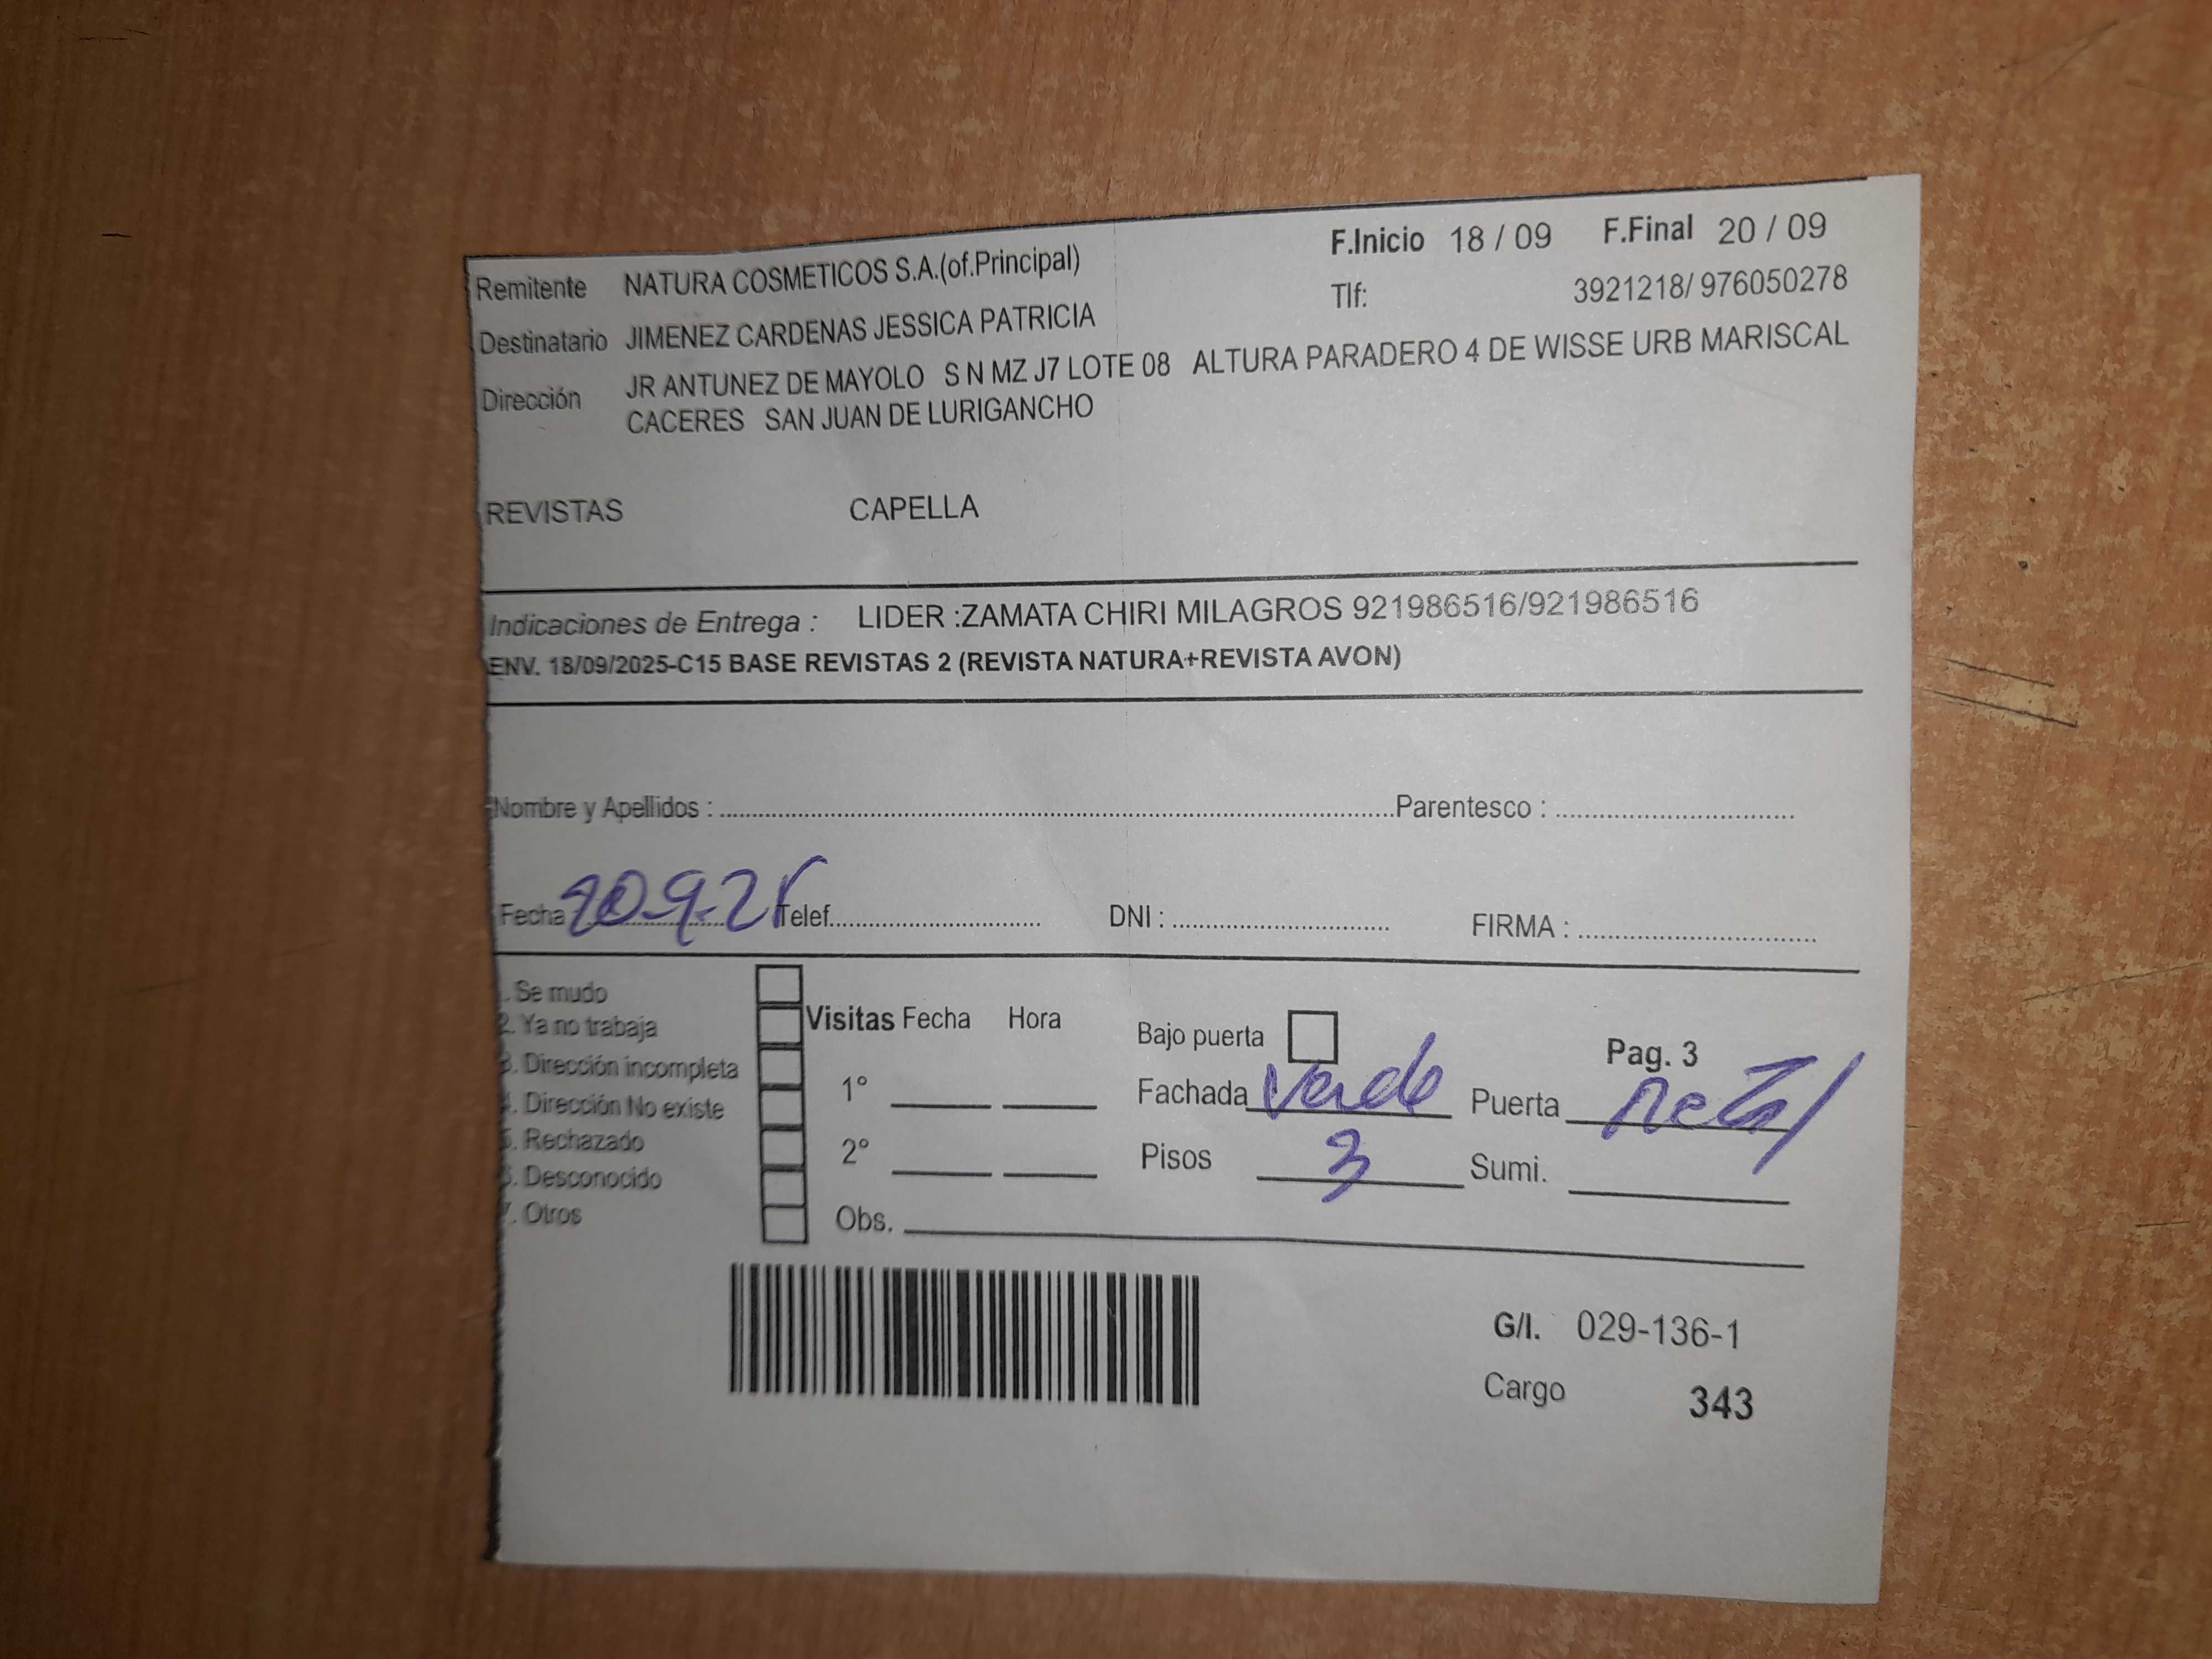 F.Inicio 18 / 09 F.Final 20 / 09
Remitente NATURA COSMETICOS S.A.(of.Principal)
Tlf: 3921218/ 976050278
Destinatario JIMENEZ CARDENAS JESSICA PATRICIA
Dirección JR ANTUNEZ DE MAYOLO S N MZ J7 LOTE 08 ALTURA PARADERO 4 DE WISSE URB MARISCAL
CACERES SAN JUAN DE LURIGANCHO
REVISTAS CAPELLA
Indicaciones de Entrega : LIDER :ZAMATA CHIRI MILAGROS 921986516/921986516
ENV. 18/09/2025-C15 BASE REVISTAS 2 (REVISTA NATURA+REVISTA AVON)
Nombre y Apellidos : Parentesco :
Fecha 20-9-25 Telef. DNI : FIRMA :
1. Se mudo
2. Ya no trabaja
3. Dirección incompleta
4. Dirección No existe
5. Rechazado
6. Desconocido
7. Otros
Visitas Fecha Hora
1°
2°
Obs.
Bajo puerta
Pag. 3
Fachada verde Puerta metal
Pisos 3 Sumi.
G/I. 029-136-1
Cargo 343